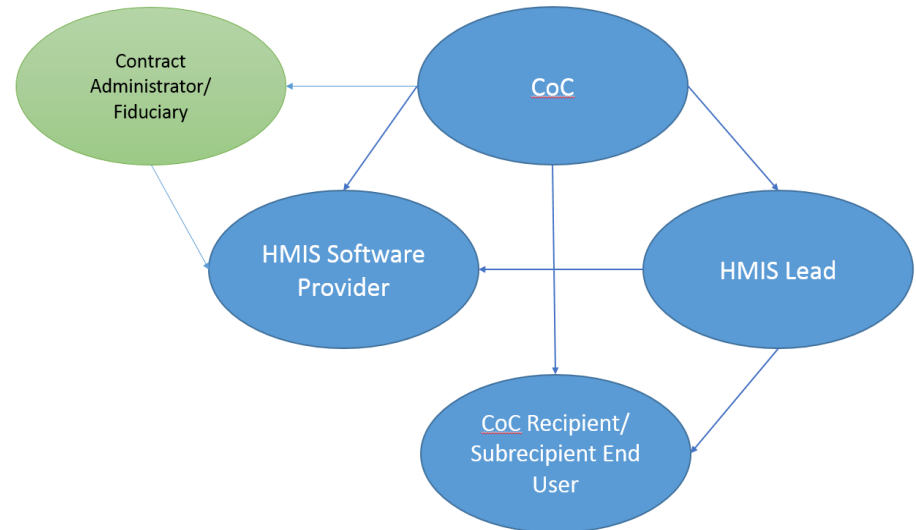 Contract
Administrator/
Fiduciary
CoC
HMIS Software
Provider
HMIS Lead
CoC Recipient/
Subrecipient End
User